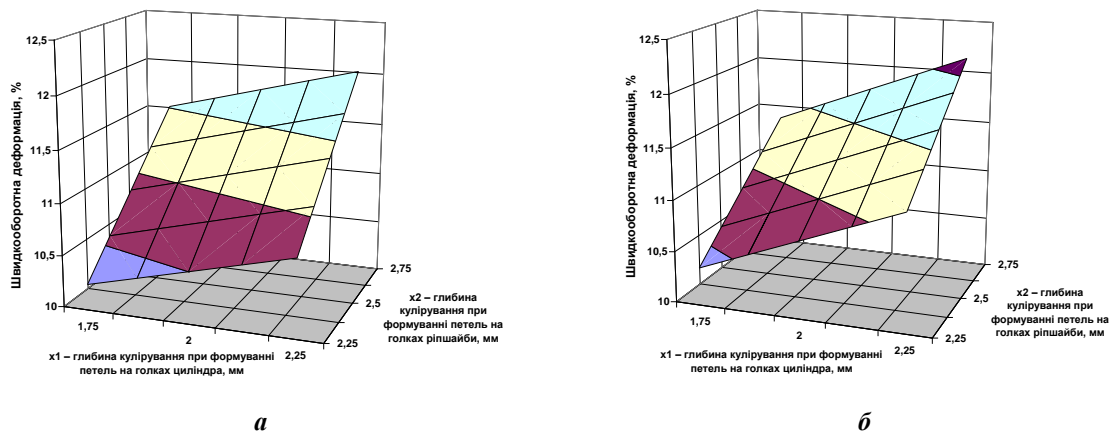 12,5
12
11,5
11
10,5
10
Швидкооборотна деформація, %
1,75
2
2,25
2,25
2,5
2,75
х1 – глибина кулірування при формуванні
петель на голках циліндра, мм
х2 – глибина
кулірування при
формуванні петель на
голках ріпшайби, мм
а
12,5
12
11,5
11
10,5
10
Швидкооборотна деформація, %
1,75
2
2,25
2,25
2,5
2,75
х1 – глибина кулірування при формуванні
петель на голках циліндра, мм
х2 – глибина
кулірування при
формуванні петель на
голках ріпшайби, мм
б